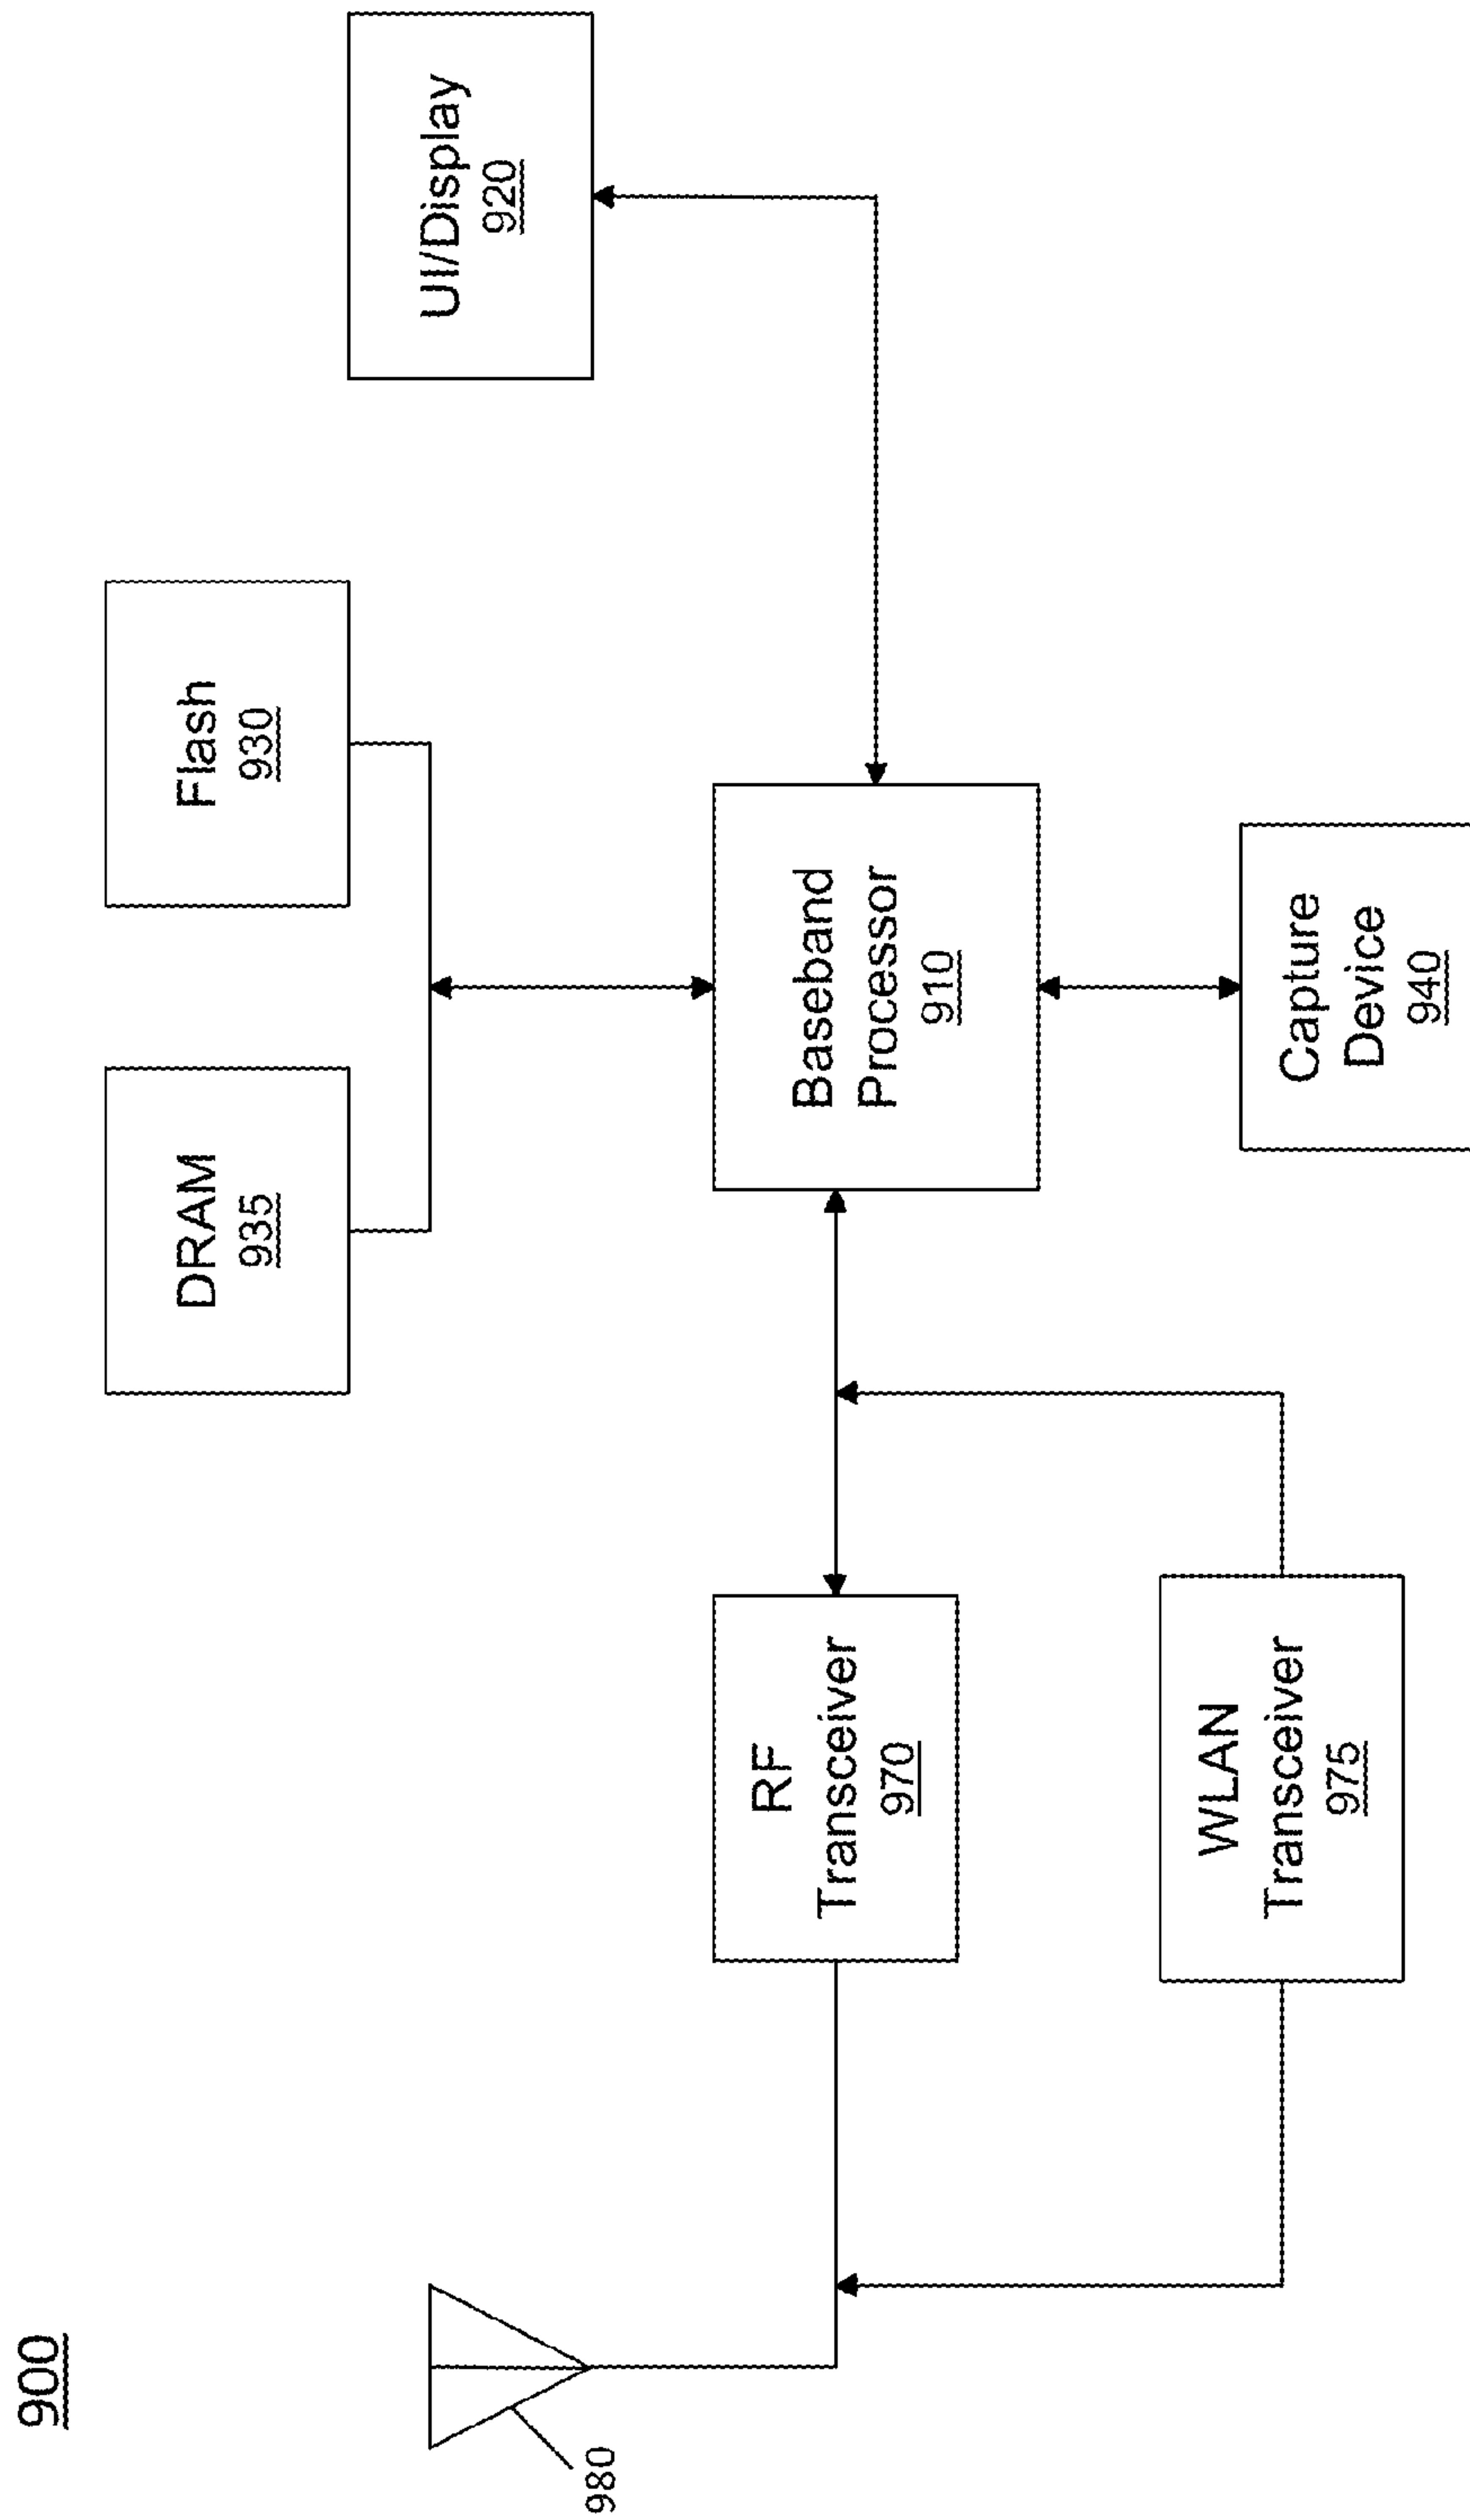 900
DRAM
935
Flash
930
UI/Display
920
980
RF
Transceiver
970
Baseband
Processor
910
WLAN
Transceiver
975
Capture
Device
940